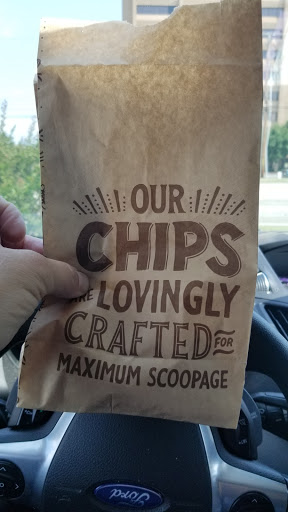 OUR
CHIPS
ARE LOVINGLY
CRAFTED FOR
MAXIMUM SCOOPAGE
Ford